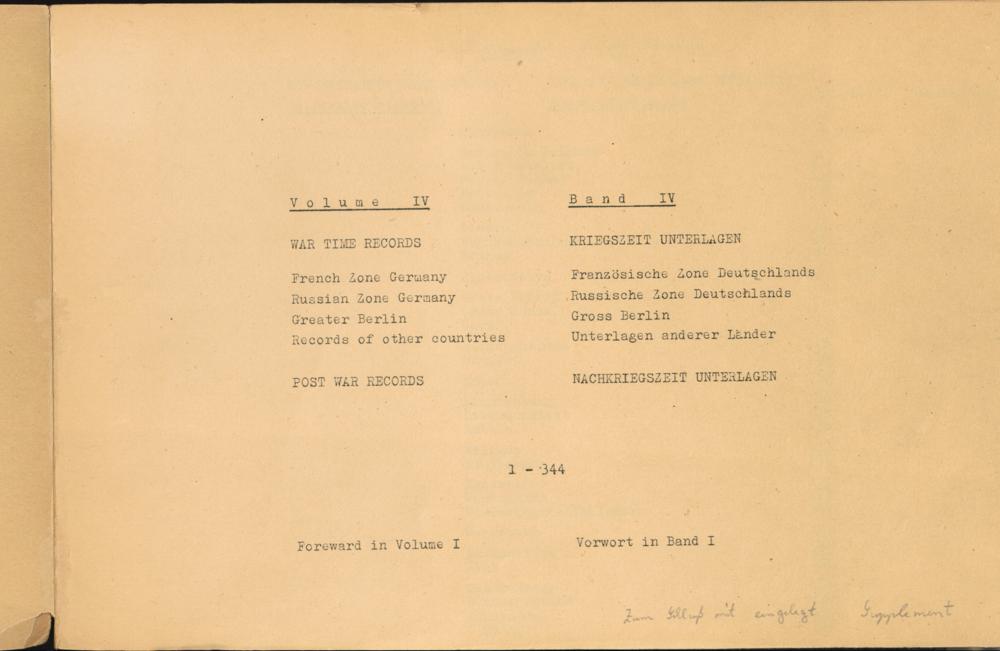 Volume IV
WAR TIME RECORDS
French Zone Germany
Russian Zone Germany
Greater Berlin
Records of other countries
POST WAR RECORDS
Band IV
KRIEGSZEIT UNTERLAGEN
Französische Zone Deutschlands
Russische Zone Deutschlands
Gross Berlin
Unterlagen anderer Länder
NACHKRIEGSZEIT UNTERLAGEN
1 - 344
Foreward in Volume I
Vorwort in Band I
Zum Schluß mit eingelegt Supplement